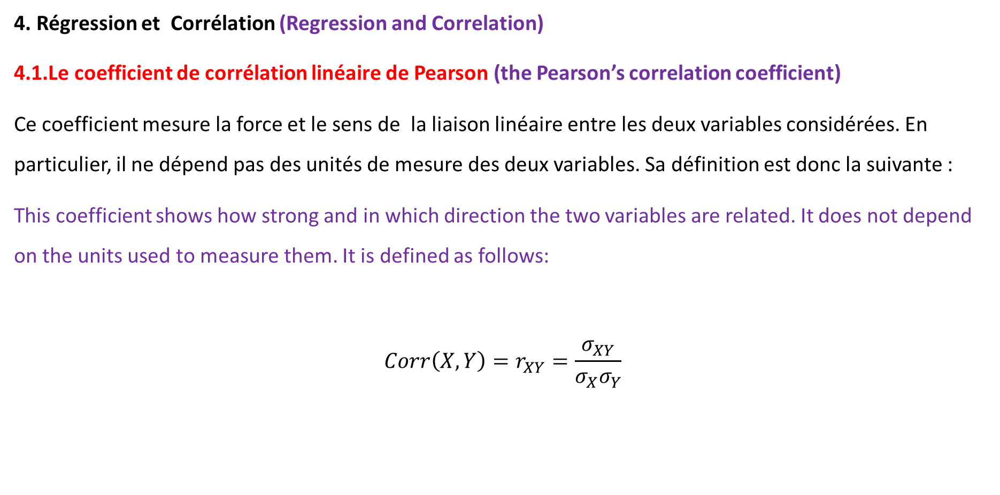 4. Régression et  Corrélation (Regression and Correlation)
4.1.Le coefficient de corrélation linéaire de Pearson (the Pearson’s correlation coefficient)
Ce coefficient mesure la force et le sens de  la liaison linéaire entre les deux variables considérées. En
particulier, il ne dépend pas des unités de mesure des deux variables. Sa définition est donc la suivante :
This coefficient shows how strong and in which direction the two variables are related. It does not depend
on the units used to measure them. It is defined as follows:
$Corr(X,Y) = r_{XY} = \frac{\sigma_{XY}}{\sigma_X \sigma_Y}$